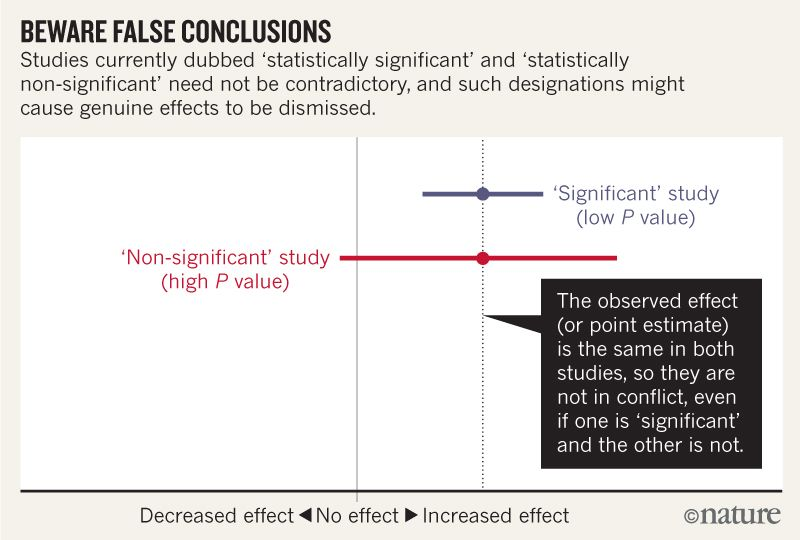 BEWARE FALSE CONCLUSIONS
Studies currently dubbed ‘statistically significant’ and ‘statistically
non-significant’ need not be contradictory, and such designations might
cause genuine effects to be dismissed.
‘Significant’ study
(low P value)
‘Non-significant’ study
(high P value)
The observed effect
(or point estimate)
is the same in both
studies, so they are
not in conflict, even
if one is ‘significant’
and the other is not.
Decreased effect ◀ No effect ▶ Increased effect
©nature